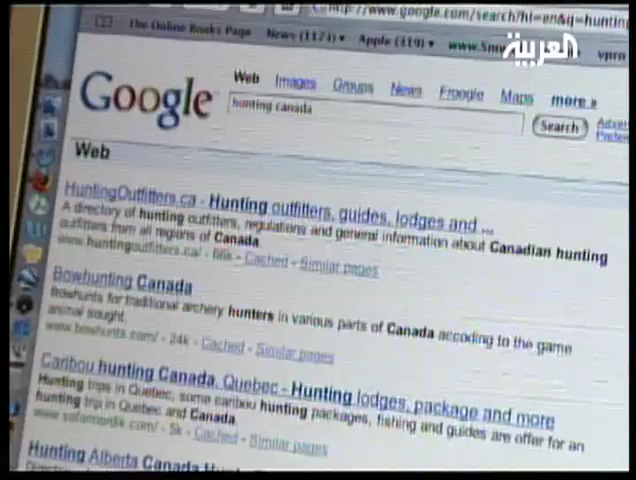 http://www.google.com/search?hl=en&q=hunting
The Online Books Page News (1173) ▾ Apple (319) ▾ www.
العربية
Google
Web Images Groups News Froogle Maps more »
hunting canada
Search
Web
HuntingOutfitters.ca - Hunting outfitters, guides, lodges and ...
A directory of hunting outfitters, regulations and general information about Canadian hunting
outfitters from all regions of Canada.
www.huntingoutfitters.ca/ - 66k - Cached - Similar pages
Bowhunting Canada
Bowhunts for traditional archery hunters in various parts of Canada accoding to the game
animal sought.
www.bowhunts.com/ - 24k - Cached - Similar pages
Caribou hunting Canada, Quebec - Hunting lodges, package and more
Hunting trips in Quebec, some caribou hunting packages, fishing and guides are offer for an
hunting trip in Quebec and Canada.
5k - Cached - Similar pages
Hunting Alberta Canada